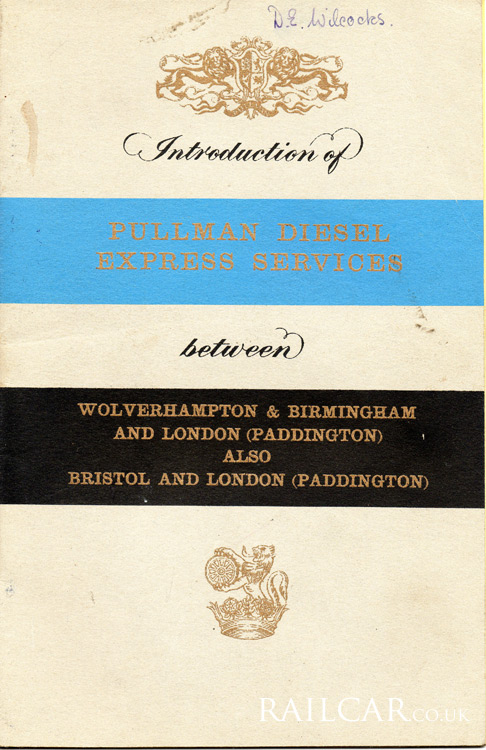 D.E. Wilcocks.
Introduction of
PULLMAN DIESEL
EXPRESS SERVICES
between
WOLVERHAMPTON & BIRMINGHAM
AND LONDON (PADDINGTON)
ALSO
BRISTOL AND LONDON (PADDINGTON)
RAILCAR.CO.UK